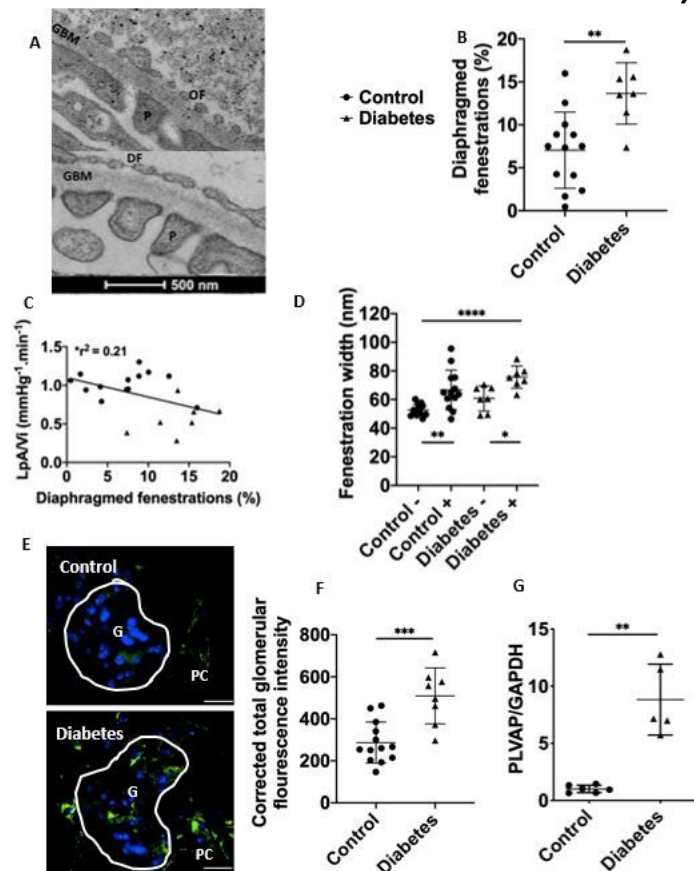 A
GBM
OF
P
DF
GBM
P
500 nm
B
Control
Diabetes
**
Diaphragmed
fenestrations (%)
20
15
10
5
0
Control
Diabetes
C
*r² = 0.21
LpA/Vi (mmHg⁻¹.min⁻¹)
1.5
1.0
0.5
0.0
0
5
10
15
20
Diaphragmed fenestrations (%)
D
****
**
*
Fenestration width (nm)
120
100
80
60
40
20
0
Control -
Control +
Diabetes -
Diabetes +
E
Control
G
PC
Diabetes
G
PC
F
***
Corrected total glomerular
flourescence intensity
800
600
400
200
0
Control
Diabetes
G
**
PLVAP/GAPDH
15
10
5
0
Control
Diabetes